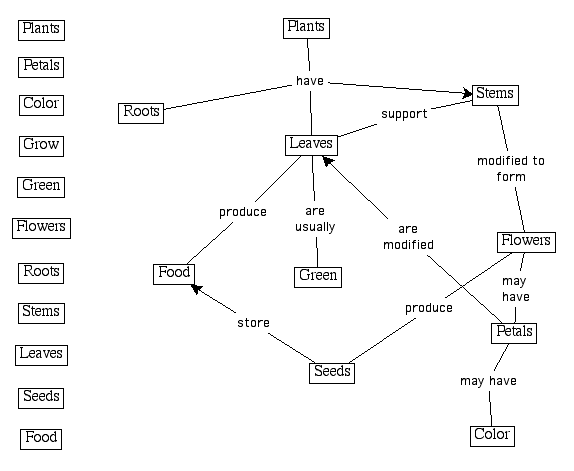 Plants
Petals
Color
Grow
Green
Flowers
Roots
Stems
Leaves
Seeds
Food
Plants
have
Stems
Roots
support
Leaves
modified to
form
produce
are
usually
are
modified
Flowers
Food
Green
may
have
produce
store
Petals
Seeds
may have
Color